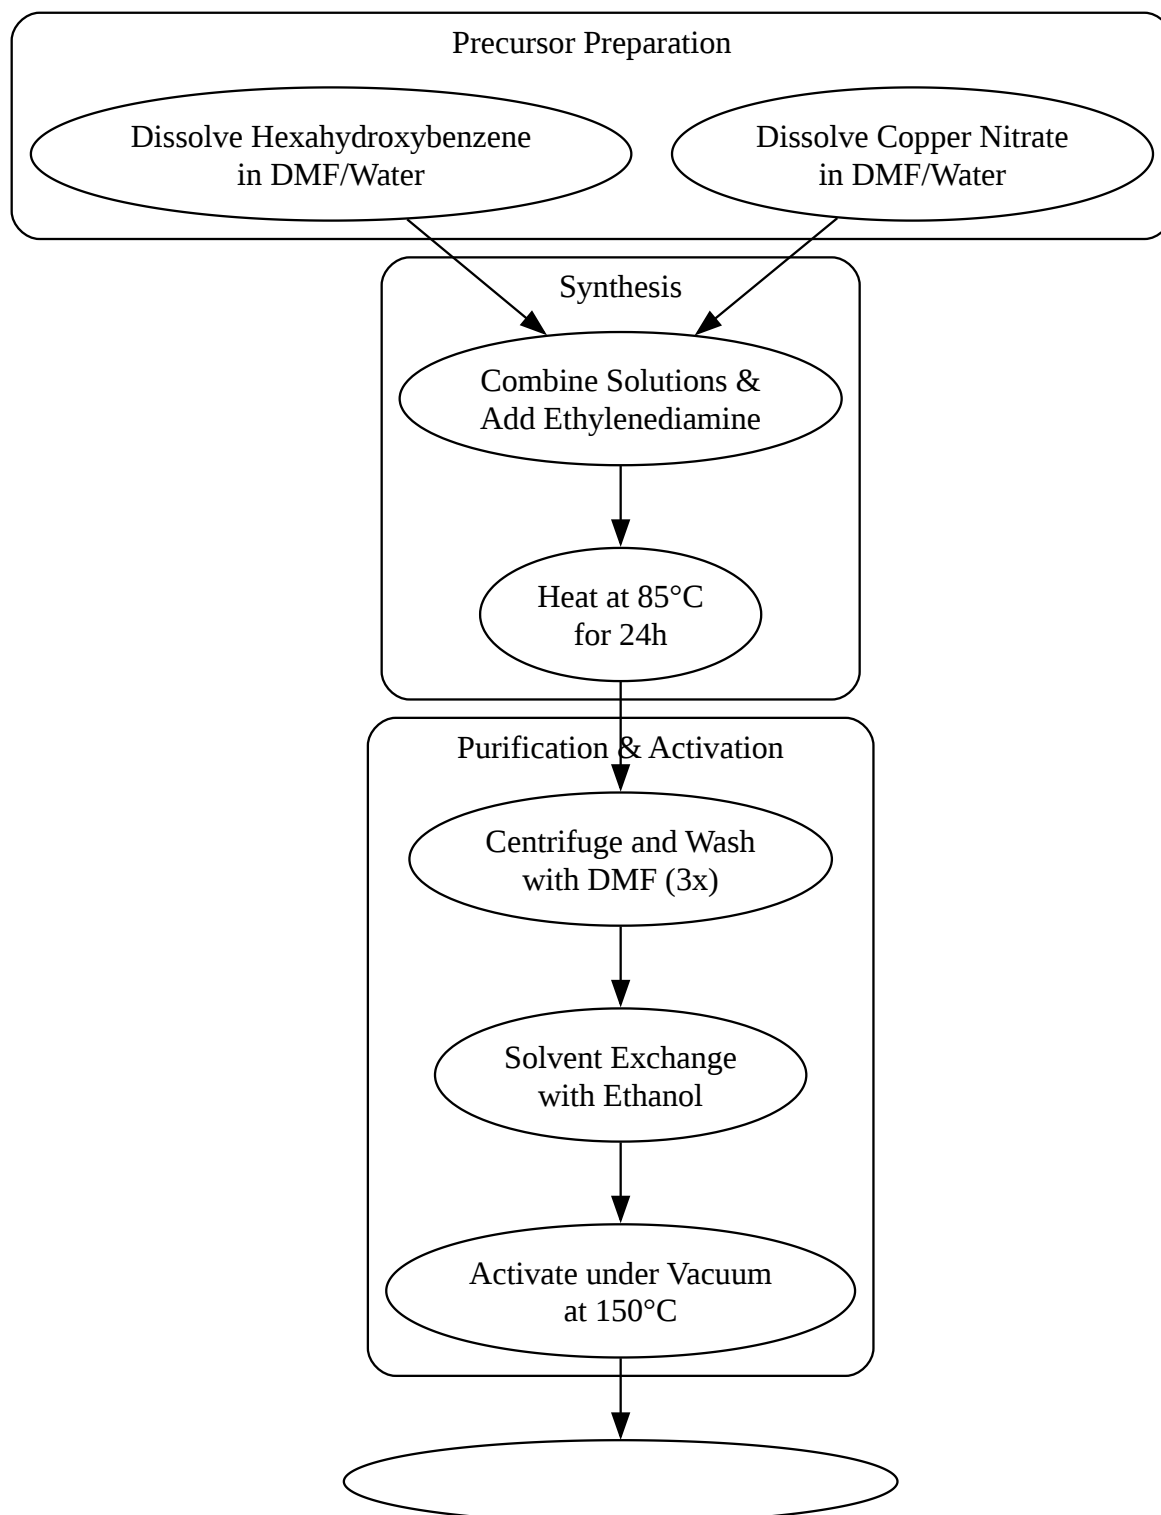 Precursor Preparation
Dissolve Hexahydroxybenzene
in DMF/Water
Dissolve Copper Nitrate
in DMF/Water
Synthesis
Combine Solutions &
Add Ethylenediamine
Heat at 85°C
for 24h
Purification & Activation
Centrifuge and Wash
with DMF (3x)
Solvent Exchange
with Ethanol
Activate under Vacuum
at 150°C